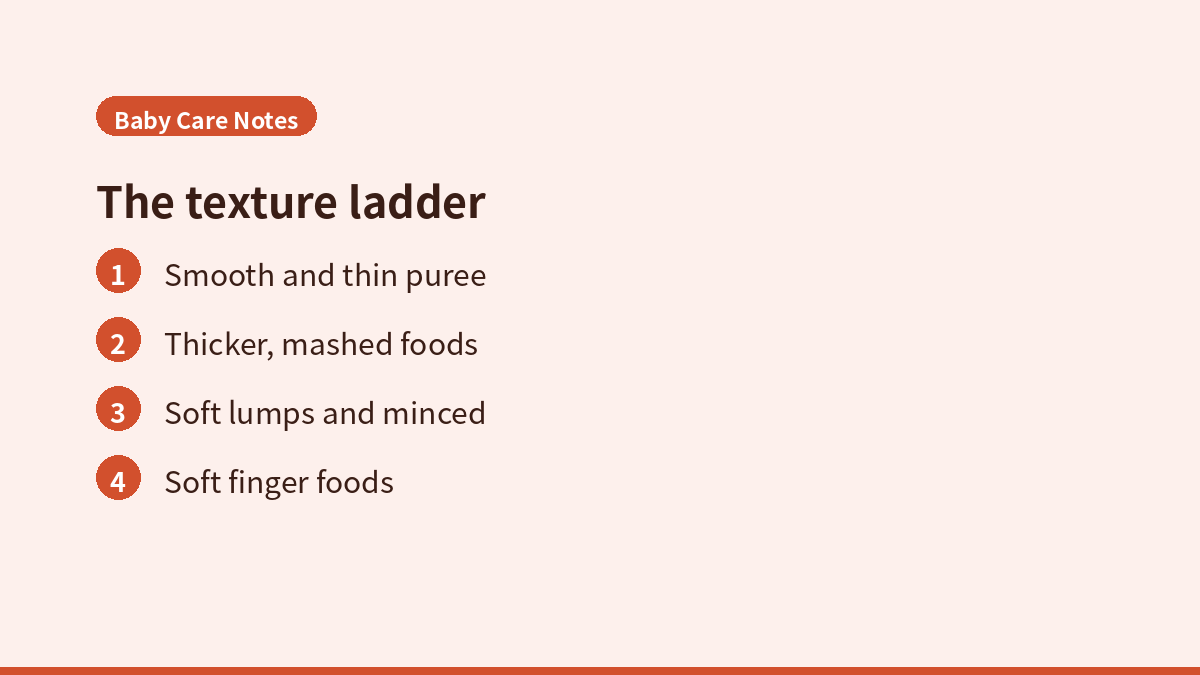 Baby Care Notes
The texture ladder
1 Smooth and thin puree
2 Thicker, mashed foods
3 Soft lumps and minced
4 Soft finger foods